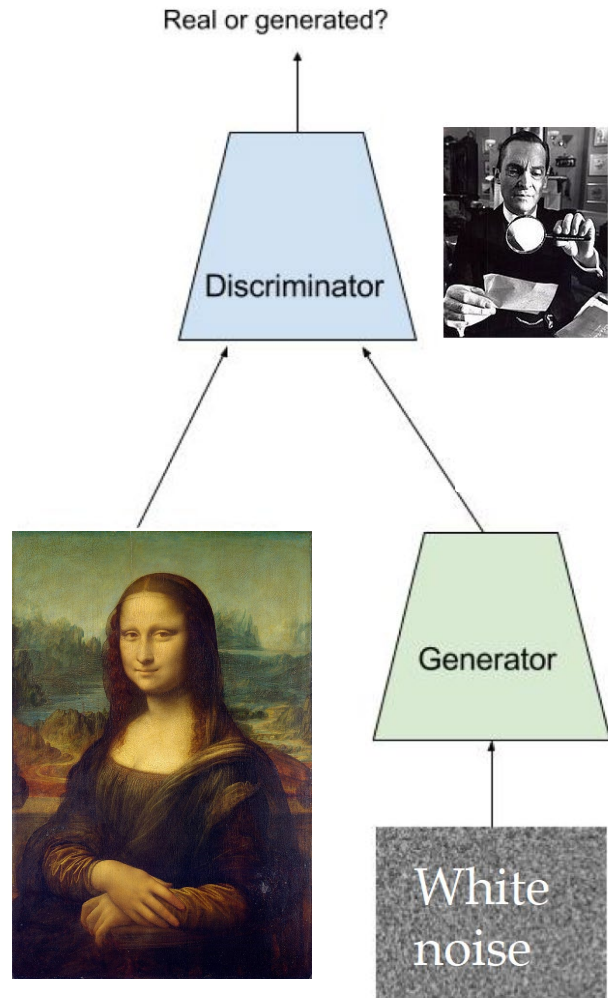 Real or generated?
Discriminator
Generator
White
noise